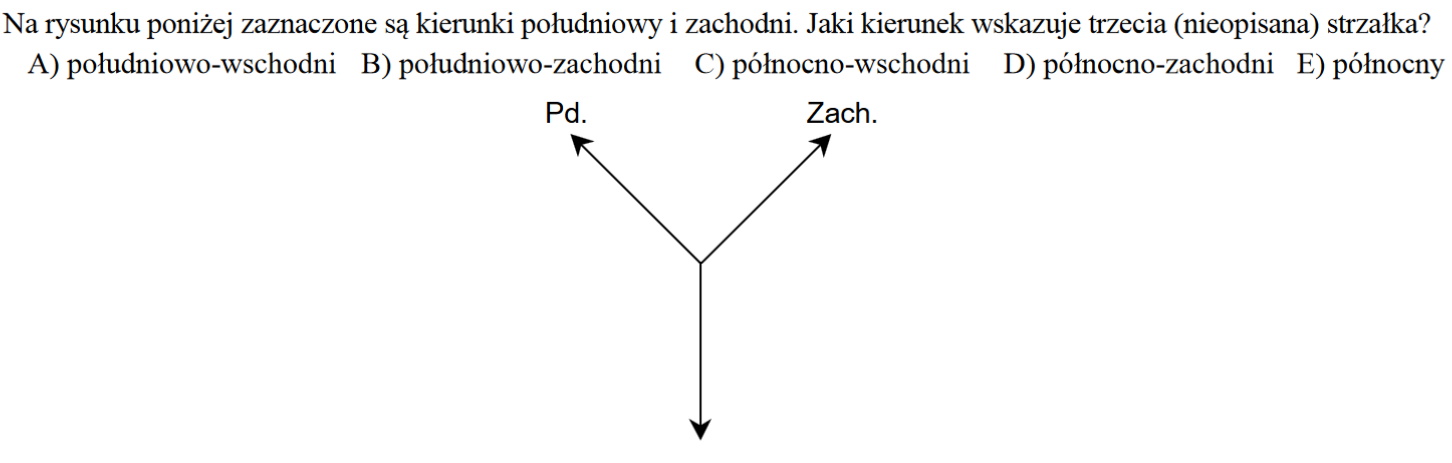 Na rysunku poniżej zaznaczone są kierunki południowy i zachodni. Jaki kierunek wskazuje trzecia (nieopisana) strzałka?
A) południowo-wschodni B) południowo-zachodni C) północno-wschodni D) północno-zachodni E) północny
Pd. Zach.